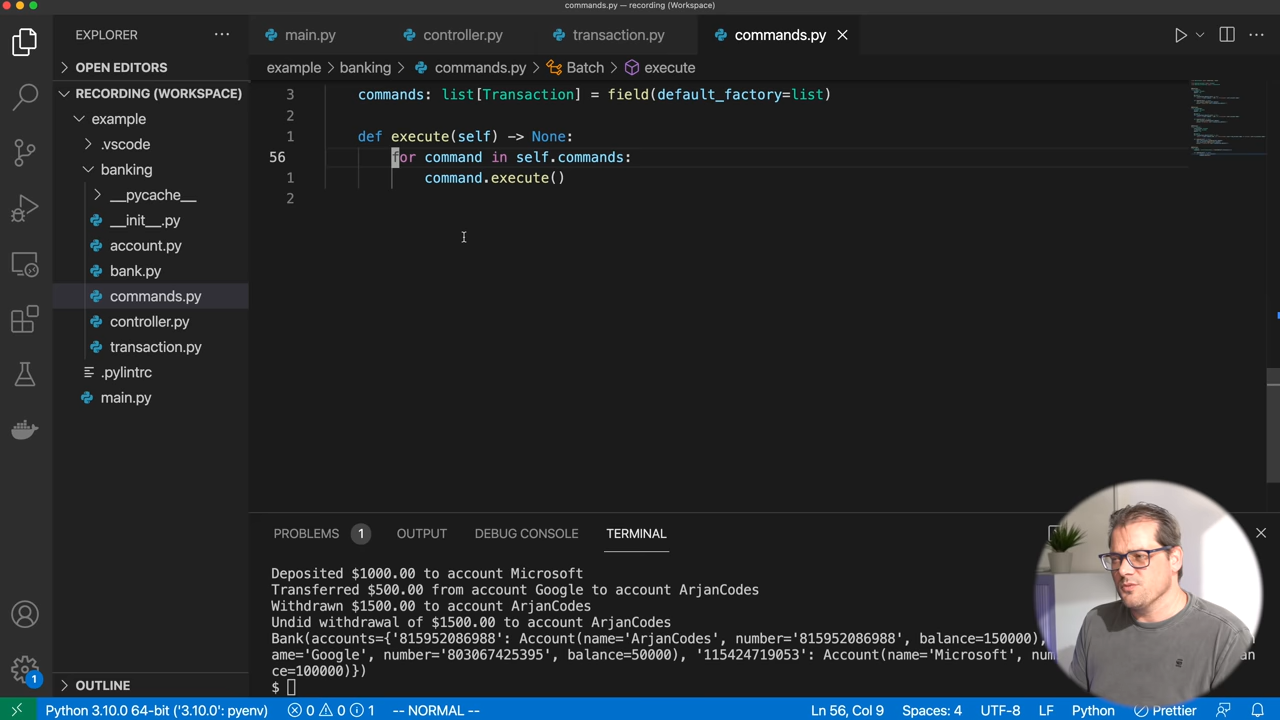 commands.py — recording (Workspace)
EXPLORER
main.py
controller.py
transaction.py
commands.py
OPEN EDITORS
example > banking > commands.py > Batch > execute
RECORDING (WORKSPACE)
example
.vscode
banking
__pycache__
__init__.py
account.py
bank.py
commands.py
controller.py
transaction.py
.pylintrc
main.py
OUTLINE
3 commands: list[Transaction] = field(default_factory=list)
2
1 def execute(self) -> None:
56 for command in self.commands:
1 command.execute()
2
PROBLEMS 1 OUTPUT DEBUG CONSOLE TERMINAL
Deposited $1000.00 to account Microsoft
Transferred $500.00 from account Google to account ArjanCodes
Withdrawn $1500.00 to account ArjanCodes
Undid withdrawal of $1500.00 to account ArjanCodes
Bank(accounts={'815952086988': Account(name='ArjanCodes', number='815952086988', balance=150000),
ame='Google', number='803067425395', balance=50000), '115424719053': Account(name='Microsoft',
ce=100000)})
$
1
Python 3.10.0 64-bit ('3.10.0': pyenv) 0 0 1 -- NORMAL -- Ln 56, Col 9 Spaces: 4 UTF-8 LF Python Prettier